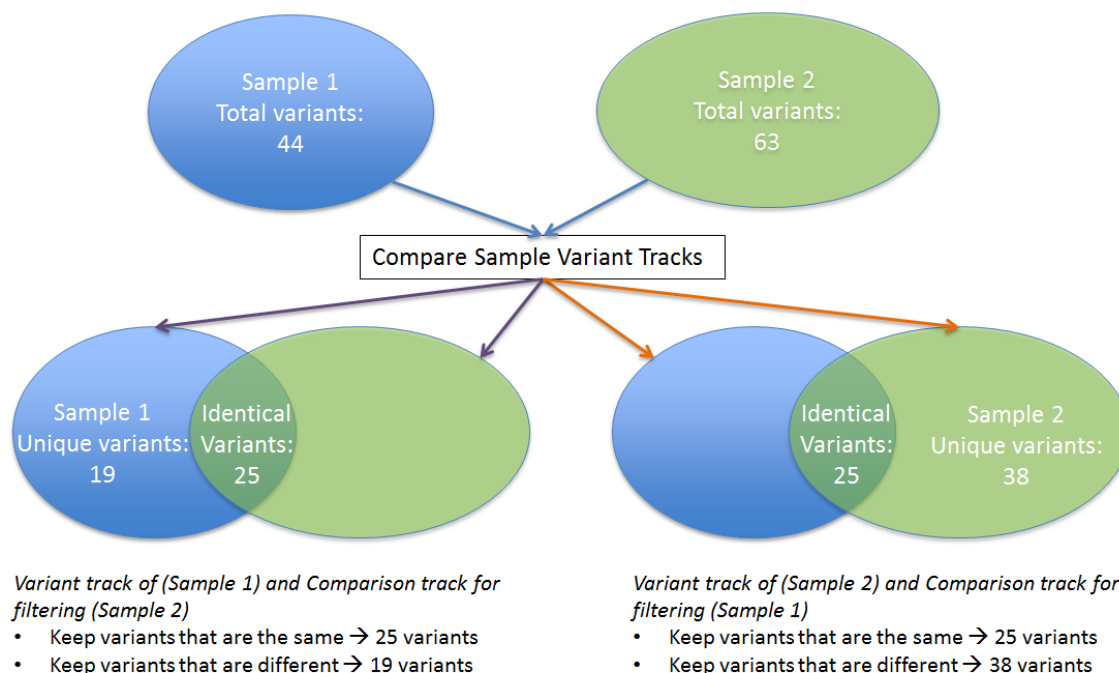 Sample 1
Total variants:
44
Sample 2
Total variants:
63
Compare Sample Variant Tracks
Sample 1
Unique variants:
19
Identical
Variants:
25
Identical
Variants:
25
Sample 2
Unique variants:
38
Variant track of (Sample 1) and Comparison track for
filtering (Sample 2)
• Keep variants that are the same → 25 variants
• Keep variants that are different → 19 variants
Variant track of (Sample 2) and Comparison track for
filtering (Sample 1)
• Keep variants that are the same → 25 variants
• Keep variants that are different → 38 variants